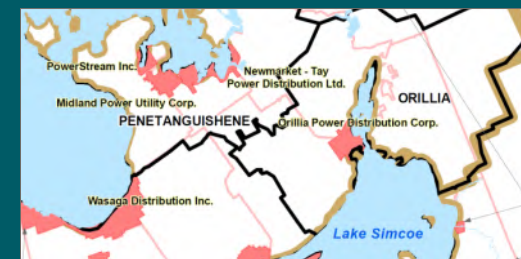 PowerStream Inc.
Newmarket - Tay
Power Distribution Ltd.
Midland Power Utility Corp.
ORILLIA
PENETANGUISHENE
Orillia Power Distribution Corp.
Wasaga Distribution Inc.
Lake Simcoe